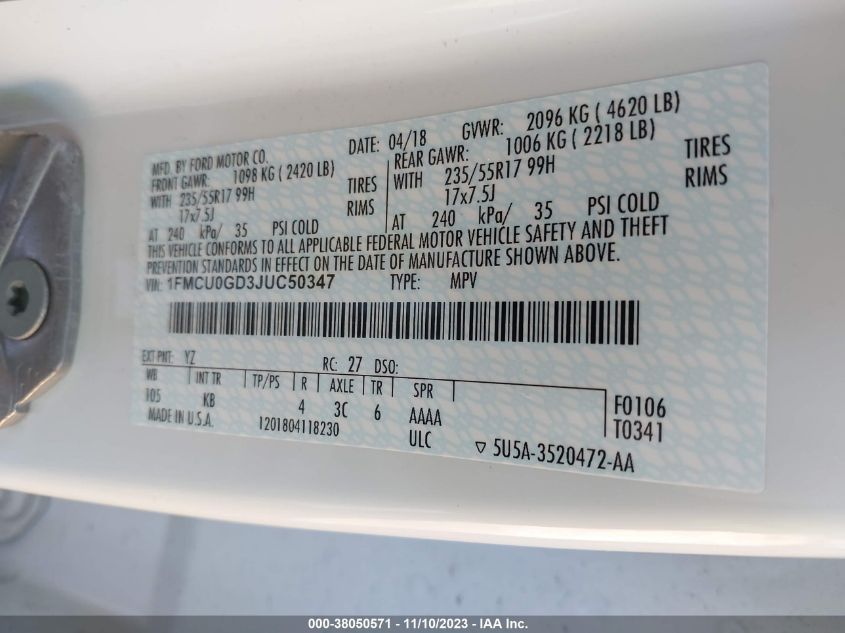 MFD. BY FORD MOTOR CO. DATE: 04/18 GVWR: 2096 KG ( 4620 LB)
FRONT GAWR: 1098 KG ( 2420 LB) REAR GAWR: 1006 KG ( 2218 LB)
WITH 235/55R17 99H TIRES WITH 235/55R17 99H TIRES
17x7.5J RIMS 17x7.5J RIMS
AT 240 kPa/ 35 PSI COLD AT 240 kPa/ 35 PSI COLD
THIS VEHICLE CONFORMS TO ALL APPLICABLE FEDERAL MOTOR VEHICLE SAFETY AND THEFT
PREVENTION STANDARDS IN EFFECT ON THE DATE OF MANUFACTURE SHOWN ABOVE.
VIN: 1FMCU0GD3JUC50347 TYPE: MPV
EXT PNT: YZ RC: 27 DSO:
WB INT TR TP/PS R AXLE TR SPR
105 KB 4 3C 6 AAAA F0106
MADE IN U.S.A. 1201804118230 ULC T0341
▽ 5U5A-3520472-AA
000-38050571 - 11/10/2023 - IAA Inc.